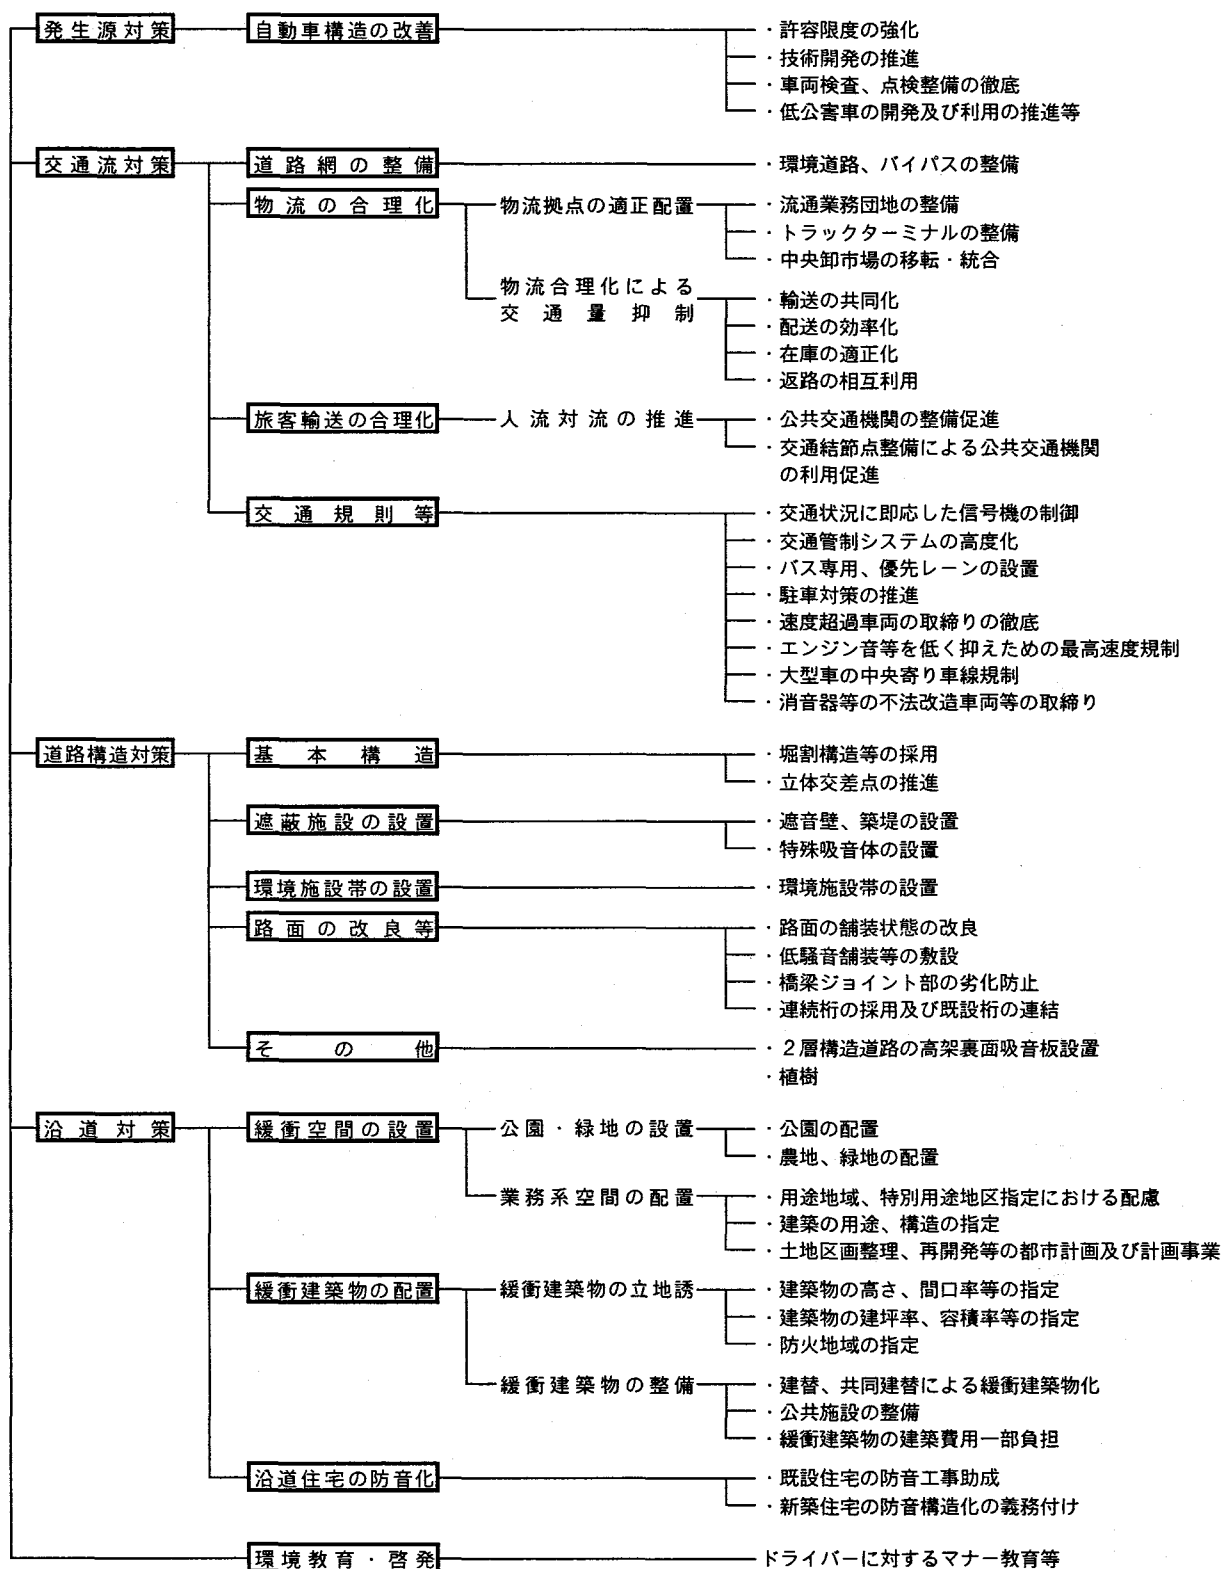 発生源対策 自動車構造の改善 ・許容限度の強化
・技術開発の推進
・車両検査、点検整備の徹底
・低公害車の開発及び利用の推進等
交通流対策 道路網の整備 ・環境道路、バイパスの整備
物流の合理化 物流拠点の適正配置 ・流通業務団地の整備
・トラックターミナルの整備
・中央卸市場の移転・統合
物流合理化による
交通量抑制 ・輸送の共同化
・配送の効率化
・在庫の適正化
・返路の相互利用
旅客輸送の合理化 人流対流の推進 ・公共交通機関の整備促進
・交通結節点整備による公共交通機関
の利用促進
交通規則等 ・交通状況に即応した信号機の制御
・交通管制システムの高度化
・バス専用、優先レーンの設置
・駐車対策の推進
・速度超過車両の取締りの徹底
・エンジン音等を低く抑えための最高速度規制
・大型車の中央寄り車線規制
・消音器等の不法改造車両等の取締り
道路構造対策 基本構造 ・堀割構造等の採用
・立体交差点の推進
遮蔽施設の設置 ・遮音壁、築堤の設置
・特殊吸音体の設置
環境施設帯の設置 ・環境施設帯の設置
路面の改良等 ・路面の舗装状態の改良
・低騒音舗装等の敷設
・橋梁ジョイント部の劣化防止
・連続桁の採用及び既設桁の連結
その他 ・２層構造道路の高架裏面吸音板設置
・植樹
沿道対策 緩衝空間の設置 公園・緑地の設置 ・公園の配置
・農地、緑地の配置
業務系空間の配置 ・用途地域、特別用途地区指定における配慮
・建築の用途、構造の指定
・土地区画整理、再開発等の都市計画及び計画事業
緩衝建築物の配置 緩衝建築物の立地誘 ・建築物の高さ、間口率等の指定
・建築物の建坪率、容積率等の指定
・防火地域の指定
緩衝建築物の整備 ・建替、共同建替による緩衝建築物化
・公共施設の整備
・緩衝建築物の建築費用一部負担
沿道住宅の防音化 ・既設住宅の防音工事助成
・新築住宅の防音構造化の義務付け
環境教育・啓発 ドライバーに対するマナー教育等